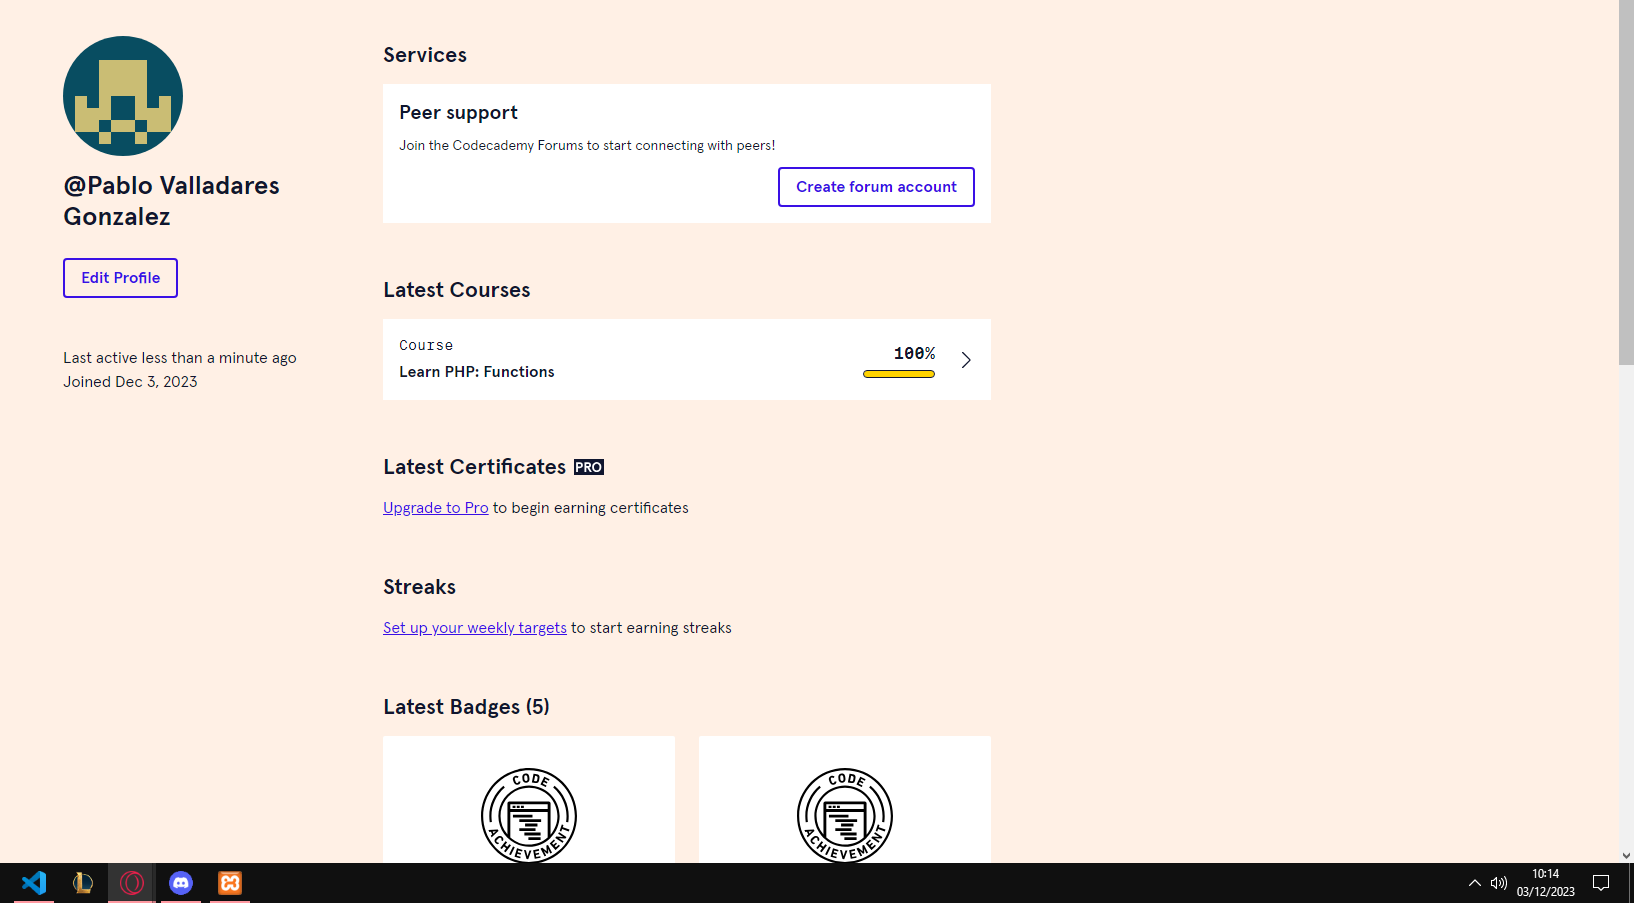 @Pablo Valladares
Gonzalez
Edit Profile
Last active less than a minute ago
Joined Dec 3, 2023
Services
Peer support
Join the Codecademy Forums to start connecting with peers!
Create forum account
Latest Courses
Course
Learn PHP: Functions
100%
Latest Certificates PRO
Upgrade to Pro to begin earning certificates
Streaks
Set up your weekly targets to start earning streaks
Latest Badges (5)
CODE
ACHIEVEMENT
CODE
ACHIEVEMENT
10:14
03/12/2023